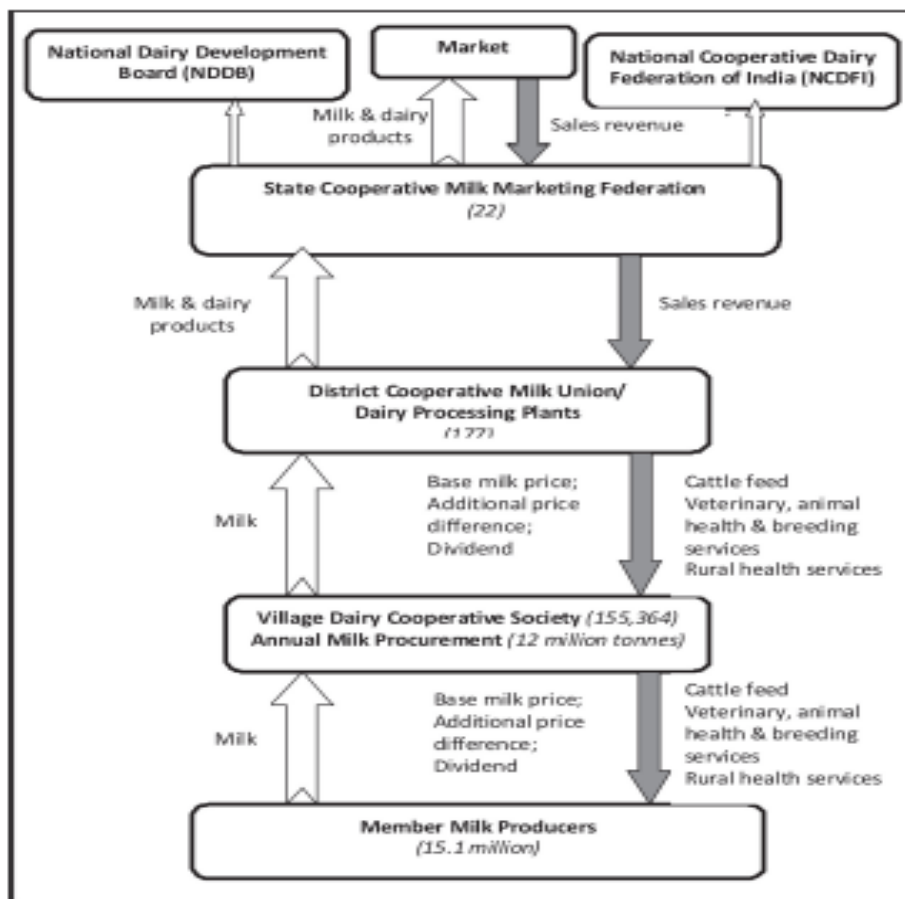 National Dairy Development
Board (NDDB)
Market
National Cooperative Dairy
Federation of India (NCDFI)
Milk & dairy
products
Sales revenue
State Cooperative Milk Marketing Federation
(22)
Milk & dairy
products
Sales revenue
District Cooperative Milk Union/
Dairy Processing Plants
(177)
Milk
Base milk price;
Additional price
difference;
Dividend
Cattle feed
Veterinary, animal
health & breeding
services
Rural health services
Village Dairy Cooperative Society (155,364)
Annual Milk Procurement (12 million tonnes)
Milk
Base milk price;
Additional price
difference;
Dividend
Cattle feed
Veterinary, animal
health & breeding
services
Rural health services
Member Milk Producers
(15.1 million)